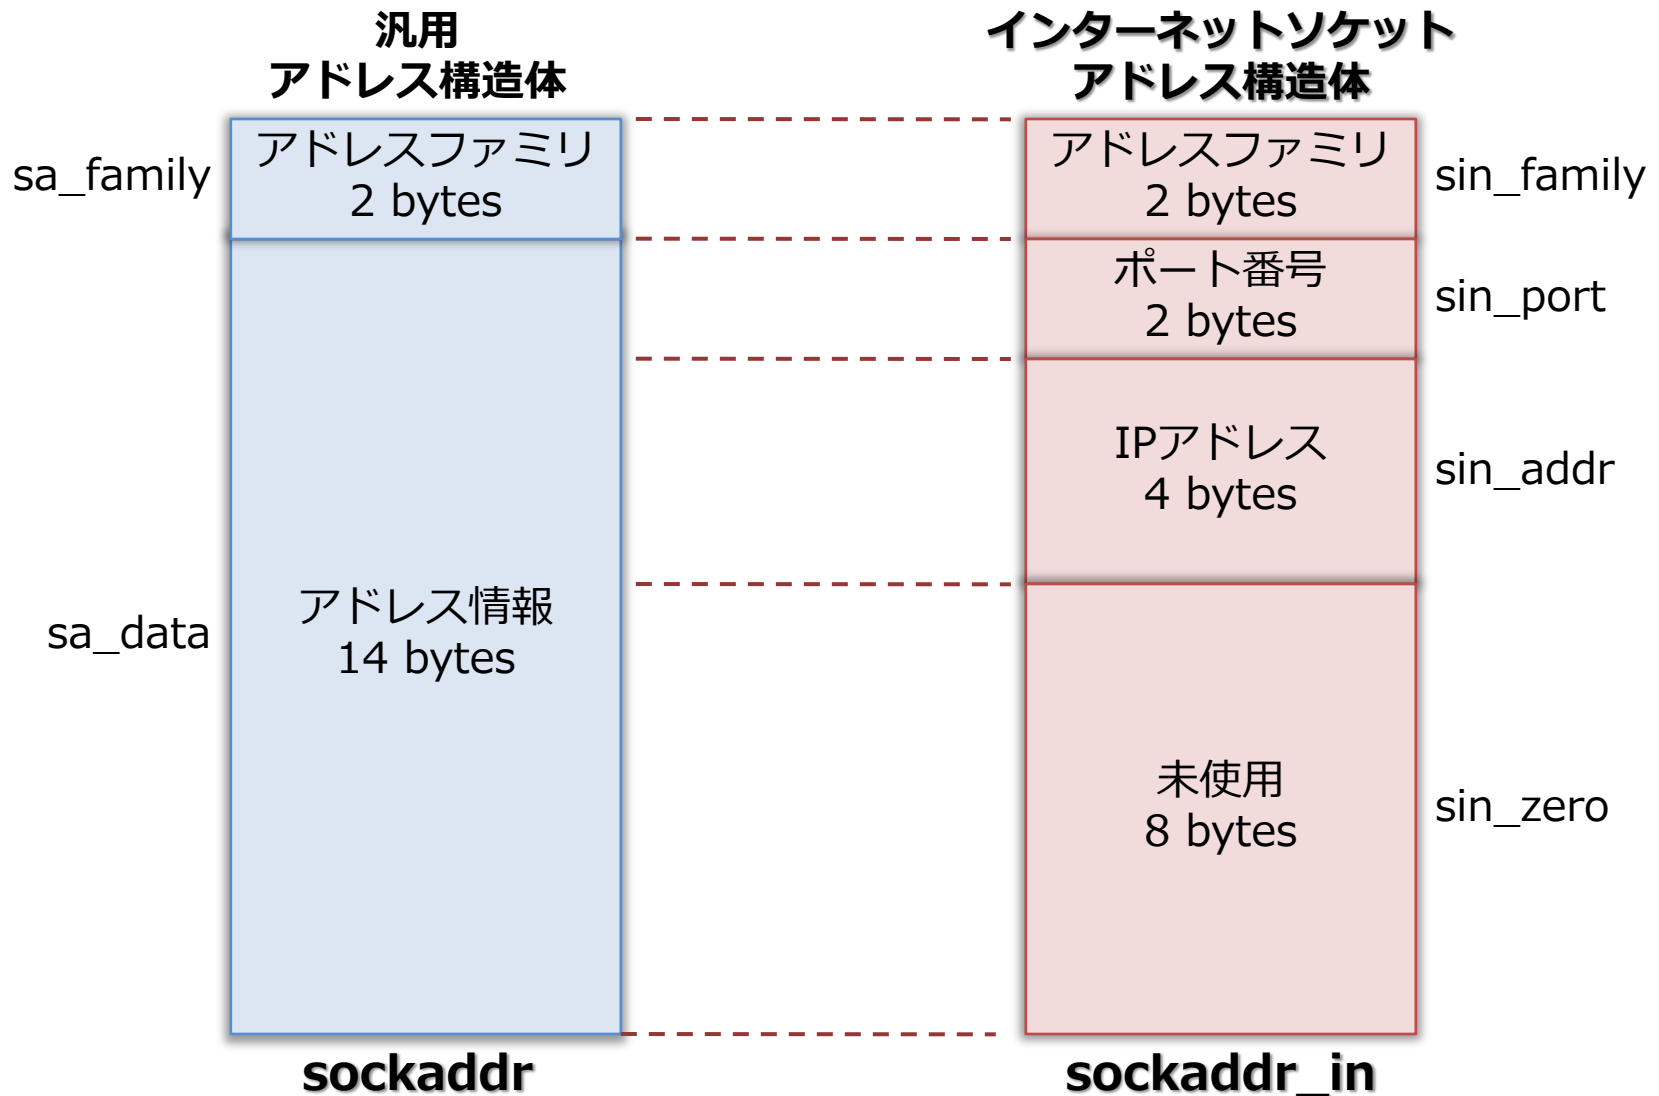 汎用
アドレス構造体
sa_family
アドレスファミリ
2 bytes
sa_data
アドレス情報
14 bytes
sockaddr
インターネットソケット
アドレス構造体
アドレスファミリ
2 bytes
sin_family
ポート番号
2 bytes
sin_port
IPアドレス
4 bytes
sin_addr
未使用
8 bytes
sin_zero
sockaddr_in